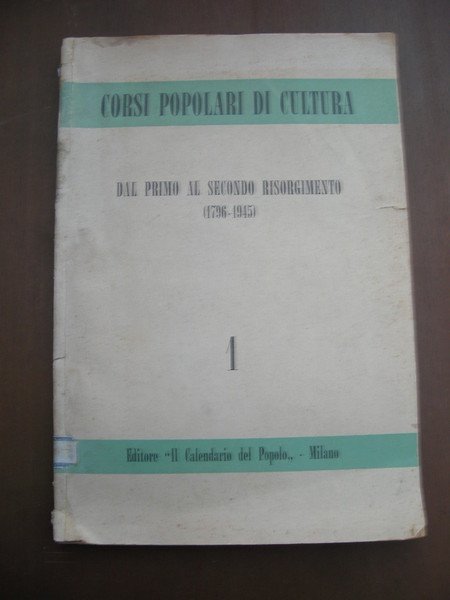 CORSI POPOLARI DI CULTURA
DAL PRIMO AL SECONDO RISORGIMENTO
(1796-1945)
1
Editore "Il Calendario del Popolo„ - Milano